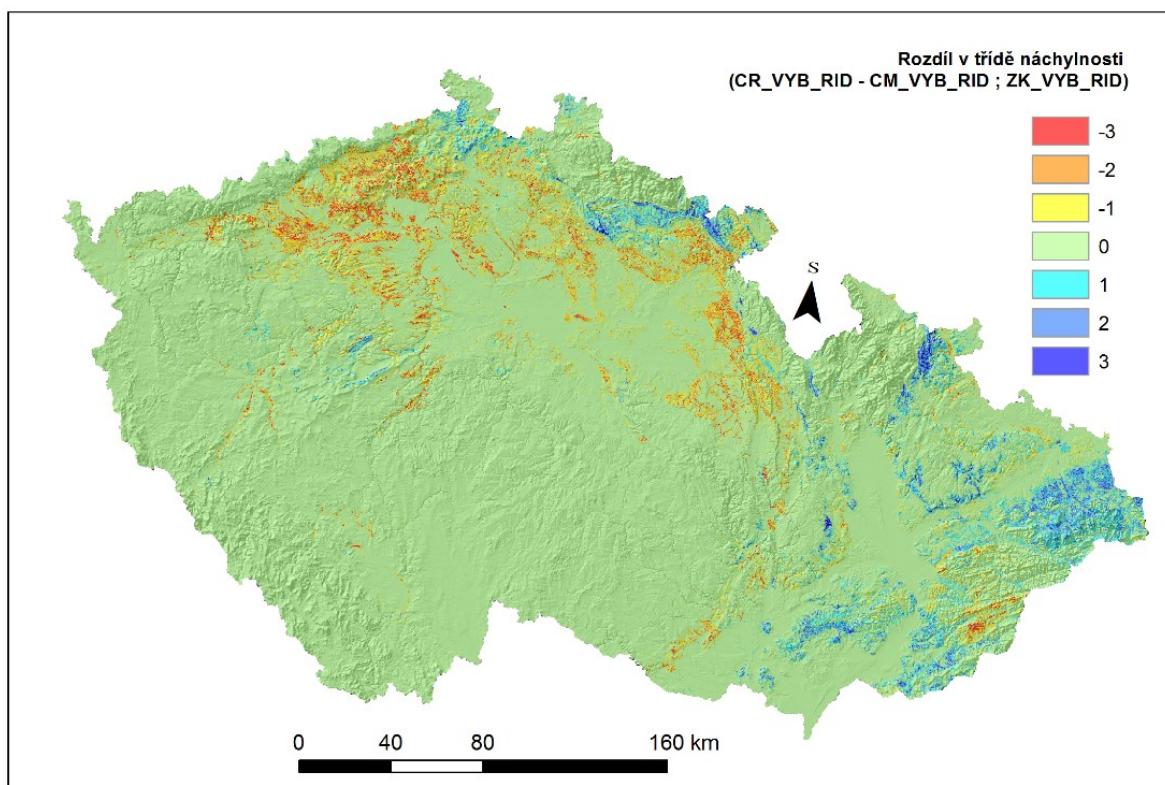 Rozdíl v třídě náchylnosti
(CR_VYB_RID - CM_VYB_RID ; ZK_VYB_RID)
-3
-2
-1
0
1
2
3
S
0 40 80 160 km